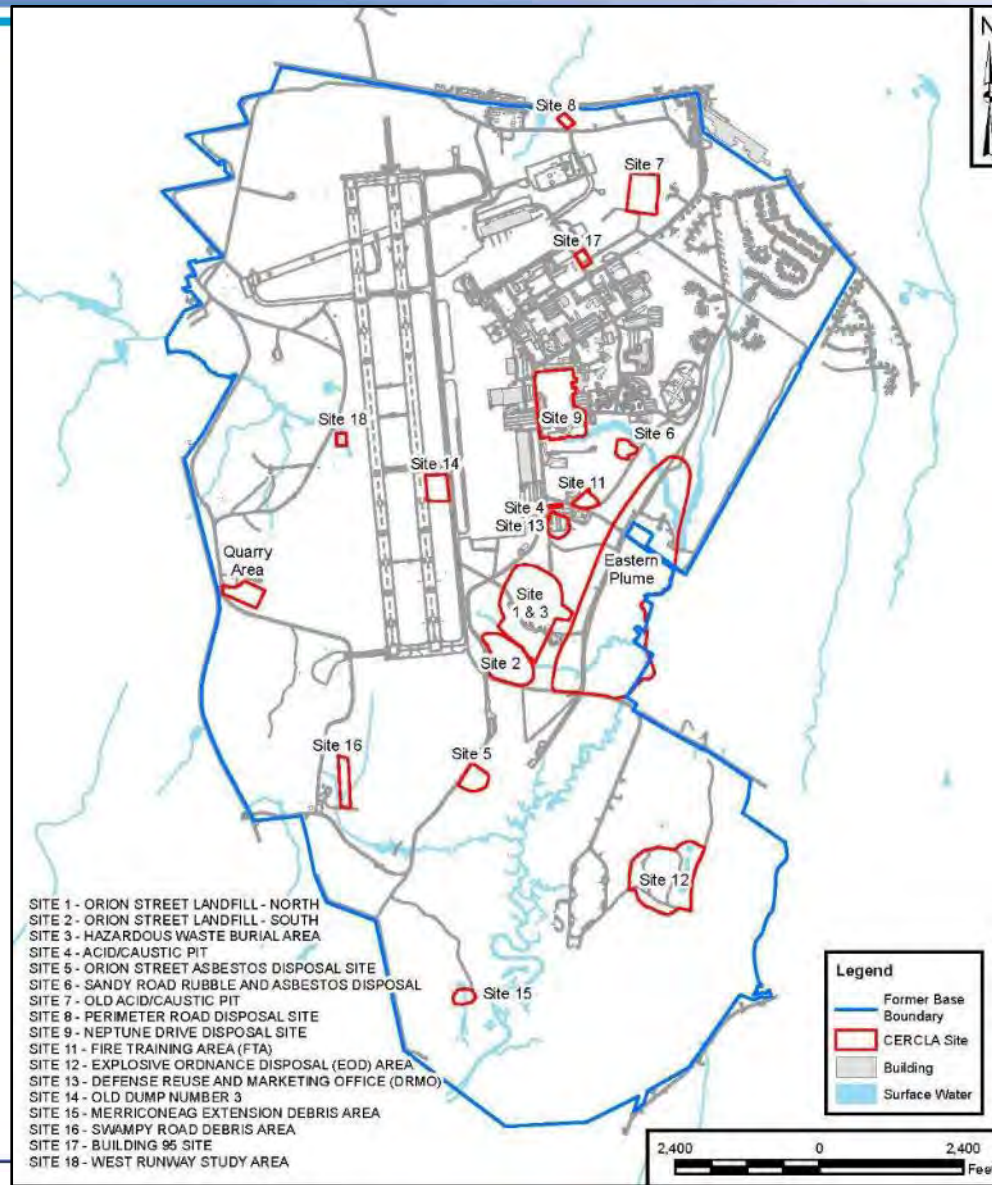 N
Site 8
Site 7
Site 17
Site 9
Site 6
Site 18
Site 14
Site 11
Site 4
Site 13
Eastern
Plume
Quarry
Area
Site
1 & 3
Site 2
Site 16
Site 5
Site 12
Site 15
SITE 1 - ORION STREET LANDFILL - NORTH
SITE 2 - ORION STREET LANDFILL - SOUTH
SITE 3 - HAZARDOUS WASTE BURIAL AREA
SITE 4 - ACID/CAUSTIC PIT
SITE 5 - ORION STREET ASBESTOS DISPOSAL SITE
SITE 6 - SANDY ROAD RUBBLE AND ASBESTOS DISPOSAL
SITE 7 - OLD ACID/CAUSTIC PIT
SITE 8 - PERIMETER ROAD DISPOSAL SITE
SITE 9 - NEPTUNE DRIVE DISPOSAL SITE
SITE 11 - FIRE TRAINING AREA (FTA)
SITE 12 - EXPLOSIVE ORDNANCE DISPOSAL (EOD) AREA
SITE 13 - DEFENSE REUSE AND MARKETING OFFICE (DRMO)
SITE 14 - OLD DUMP NUMBER 3
SITE 15 - MERRICONEAG EXTENSION DEBRIS AREA
SITE 16 - SWAMPY ROAD DEBRIS AREA
SITE 17 - BUILDING 95 SITE
SITE 18 - WEST RUNWAY STUDY AREA
Legend
Former Base
Boundary
CERCLA Site
Building
Surface Water
2,400 0 2,400
Feet